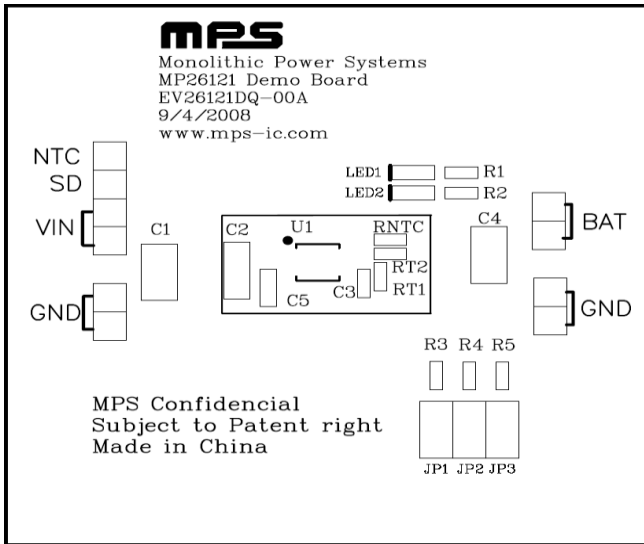 mps
Monolithic Power Systems
MP26121 Demo Board
EV26121DQ-00A
9/4/2008
www.mps-ic.com
NTC
SD
VIN
GND
C1
C2
U1
C5
C3
RNTC
RT2
RT1
LED1
R1
LED2
R2
C4
BAT
GND
R3 R4 R5
JP1 JP2 JP3
MPS Confidencial
Subject to Patent right
Made in China